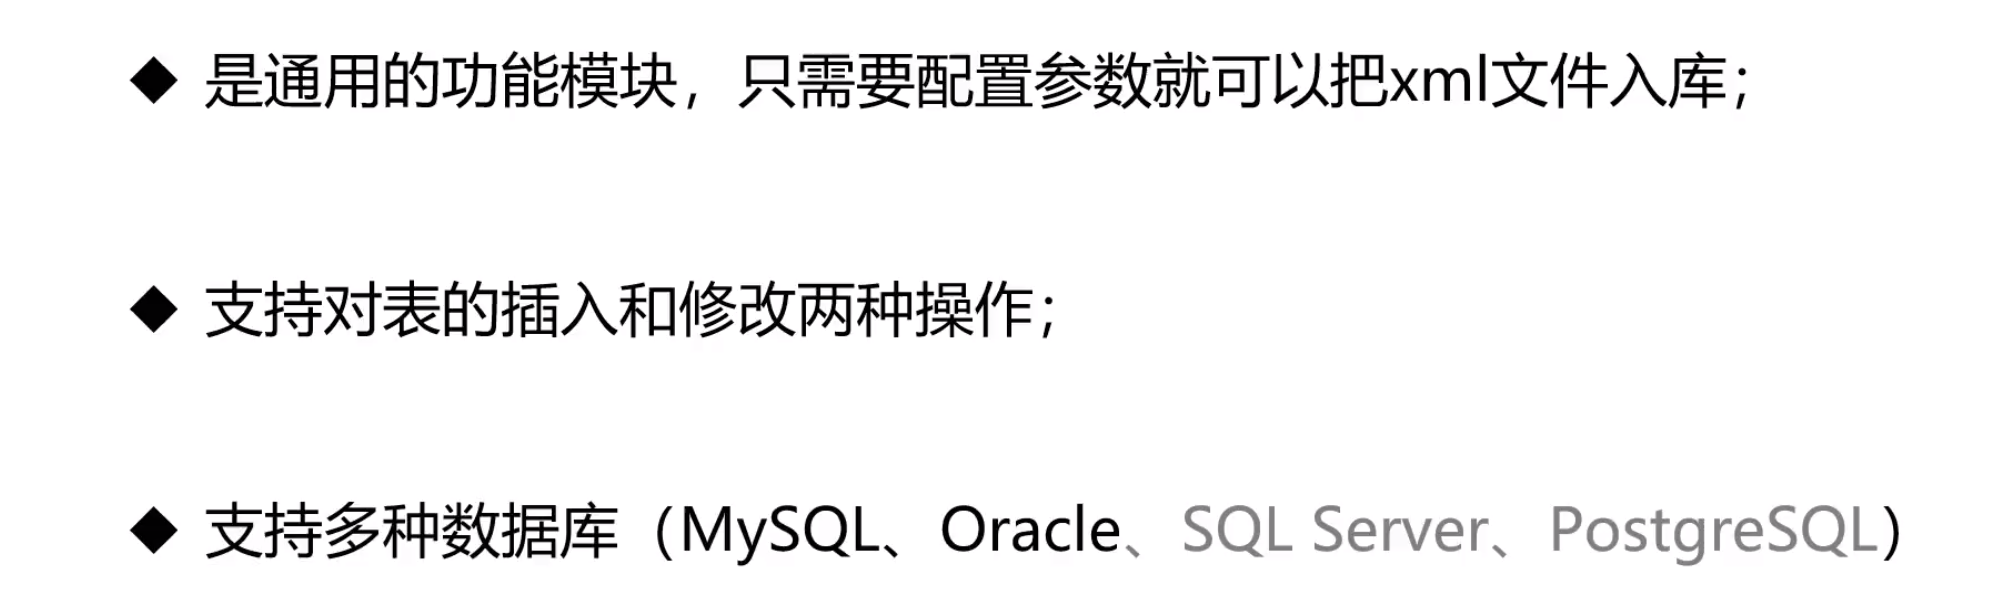 ◆ 是通用的功能模块，只需要配置参数就可以把xml文件入库；
◆ 支持对表的插入和修改两种操作；
◆ 支持多种数据库（MySQL、Oracle、SQL Server、PostgreSQL）